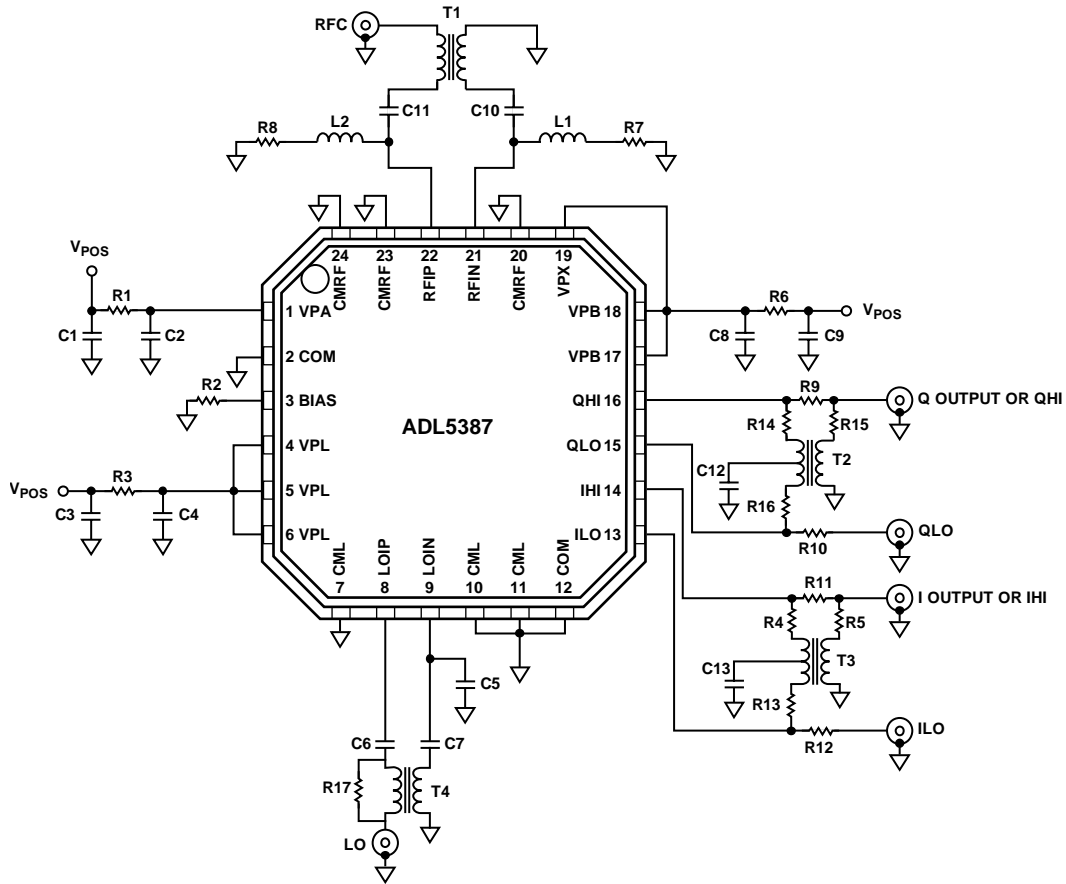 T1
RFC
C11
C10
R8
L2
L1
R7
VPOS
24
23
22
21
20
19
CMRF
CMRF
RFIP
RFIN
CMRF
VPX
R1
C1
C2
1 VPA
2 COM
R2
3 BIAS
4 VPL
VPOS
R3
5 VPL
C3
C4
6 VPL
ADL5387
VPB 18
R6
VPOS
C8
C9
VPB 17
R9
QHI 16
Q OUTPUT OR QHI
R14
R15
QLO 15
C12
T2
IHI 14
R16
ILO 13
R10
QLO
R11
I OUTPUT OR IHI
R4
R5
C13
T3
R13
R12
ILO
CML
LOIP
LOIN
CML
CML
COM
7
8
9
10
11
12
C5
C6
C7
R17
T4
LO